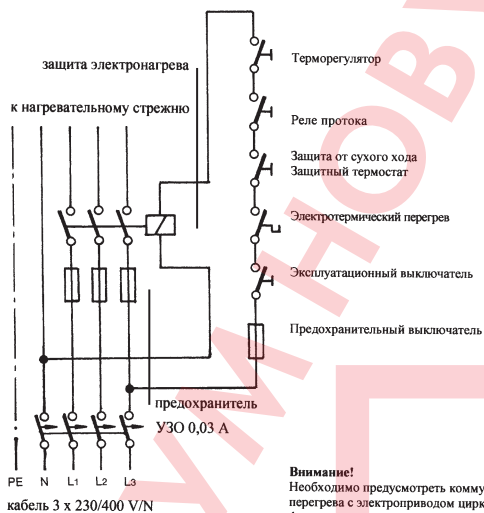 защита электронагрева
к нагревательному стрежню
Терморегулятор
Реле протока
Защита от сухого хода
Защитный термостат
Электротермический перегрев
Эксплуатационный выключатель
Предохранительный выключатель
предохранитель
УЗО 0,03 А
PE N L1 L2 L3
кабель 3 x 230/400 V/N
Внимание!
Необходимо предусмотреть комму
перегрева с электроприводом цирк
УМ НОВУ